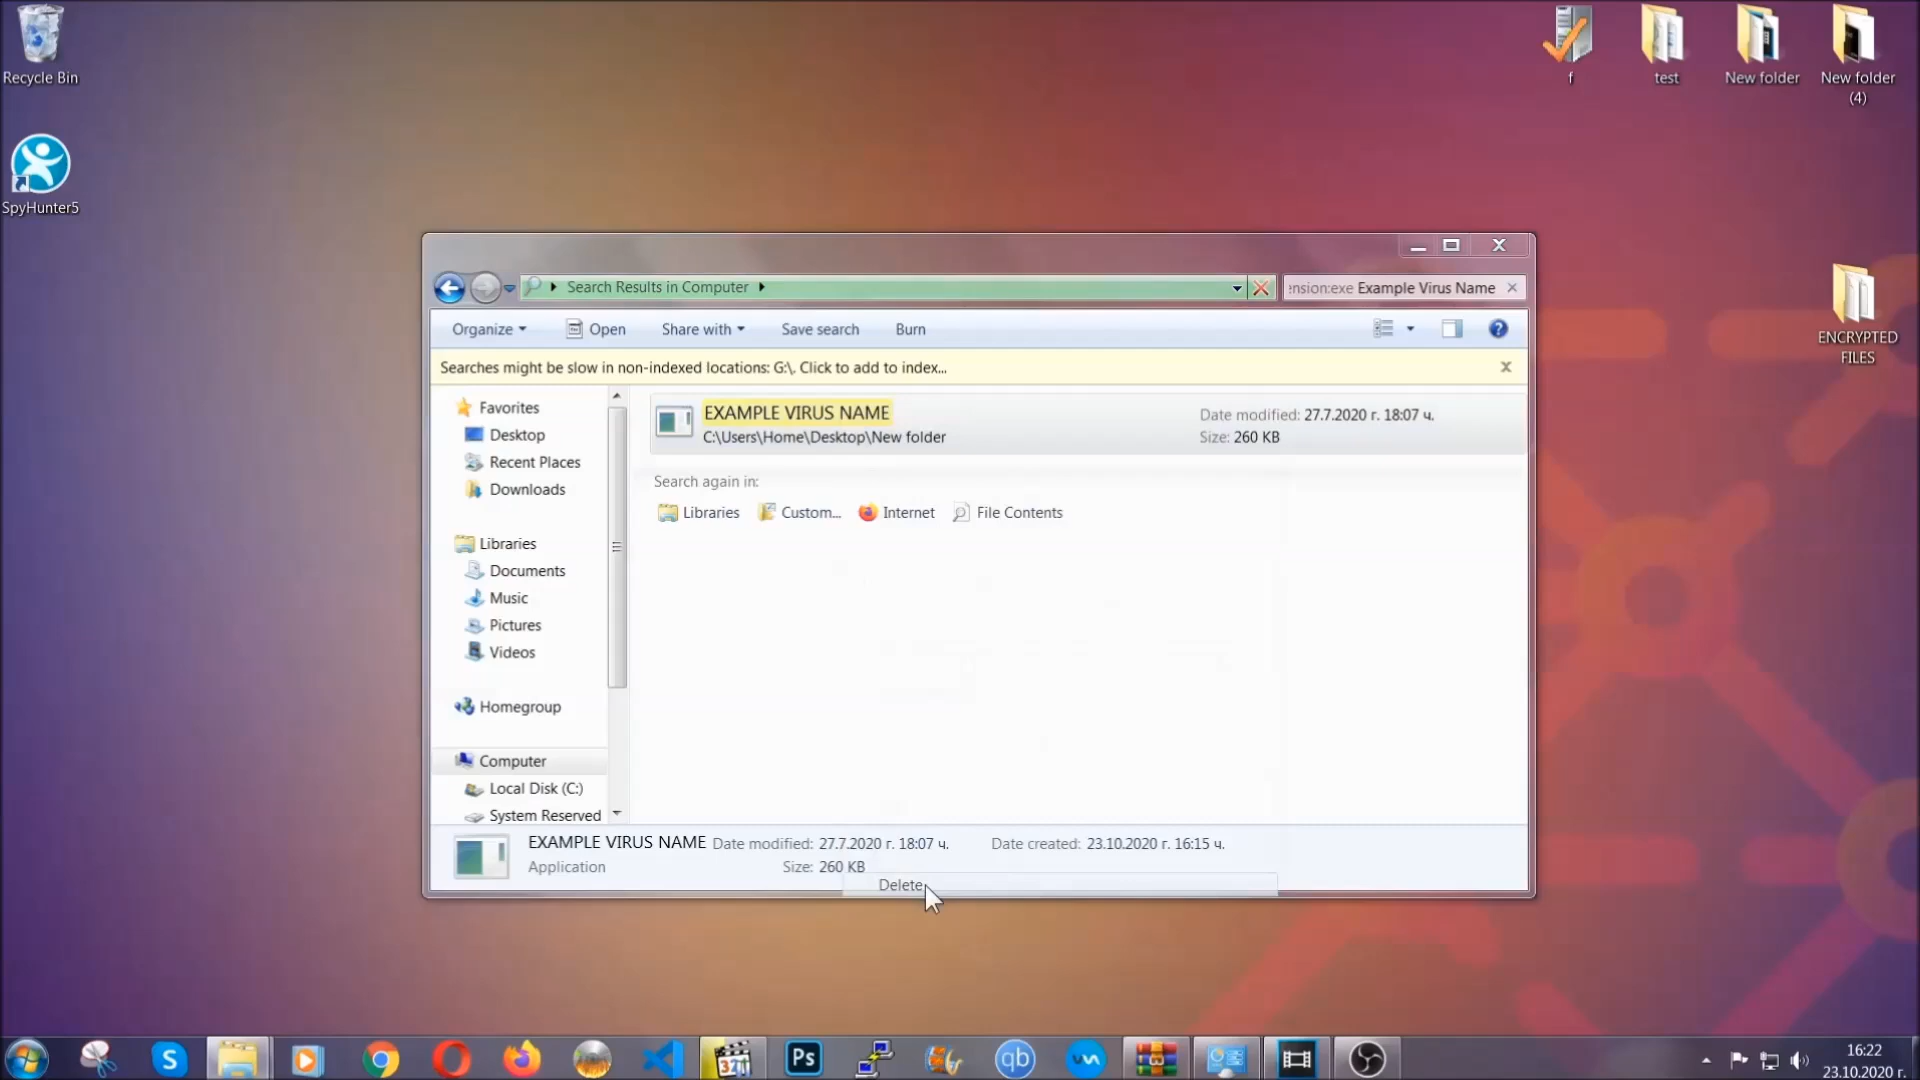 Recycle Bin
SpyHunter5
f
test
New folder
New folder
(4)
ENCRYPTED
FILES
Search Results in Computer
ension:exe Example Virus Name
Organize
Open
Share with
Save search
Burn
Searches might be slow in non-indexed locations: G:\. Click to add to index...
Favorites
Desktop
Recent Places
Downloads
Libraries
Documents
Music
Pictures
Videos
Homegroup
Computer
Local Disk (C:)
System Reserved
EXAMPLE VIRUS NAME
C:\Users\Home\Desktop\New folder
Date modified: 27.7.2020 г. 18:07 ч.
Size: 260 KB
Search again in:
Libraries
Custom...
Internet
File Contents
EXAMPLE VIRUS NAME
Date modified: 27.7.2020 г. 18:07 ч.
Date created: 23.10.2020 г. 16:15 ч.
Application
Size: 260 KB
Delete
S
321
Ps
qb
16:22
23.10.2020 г.